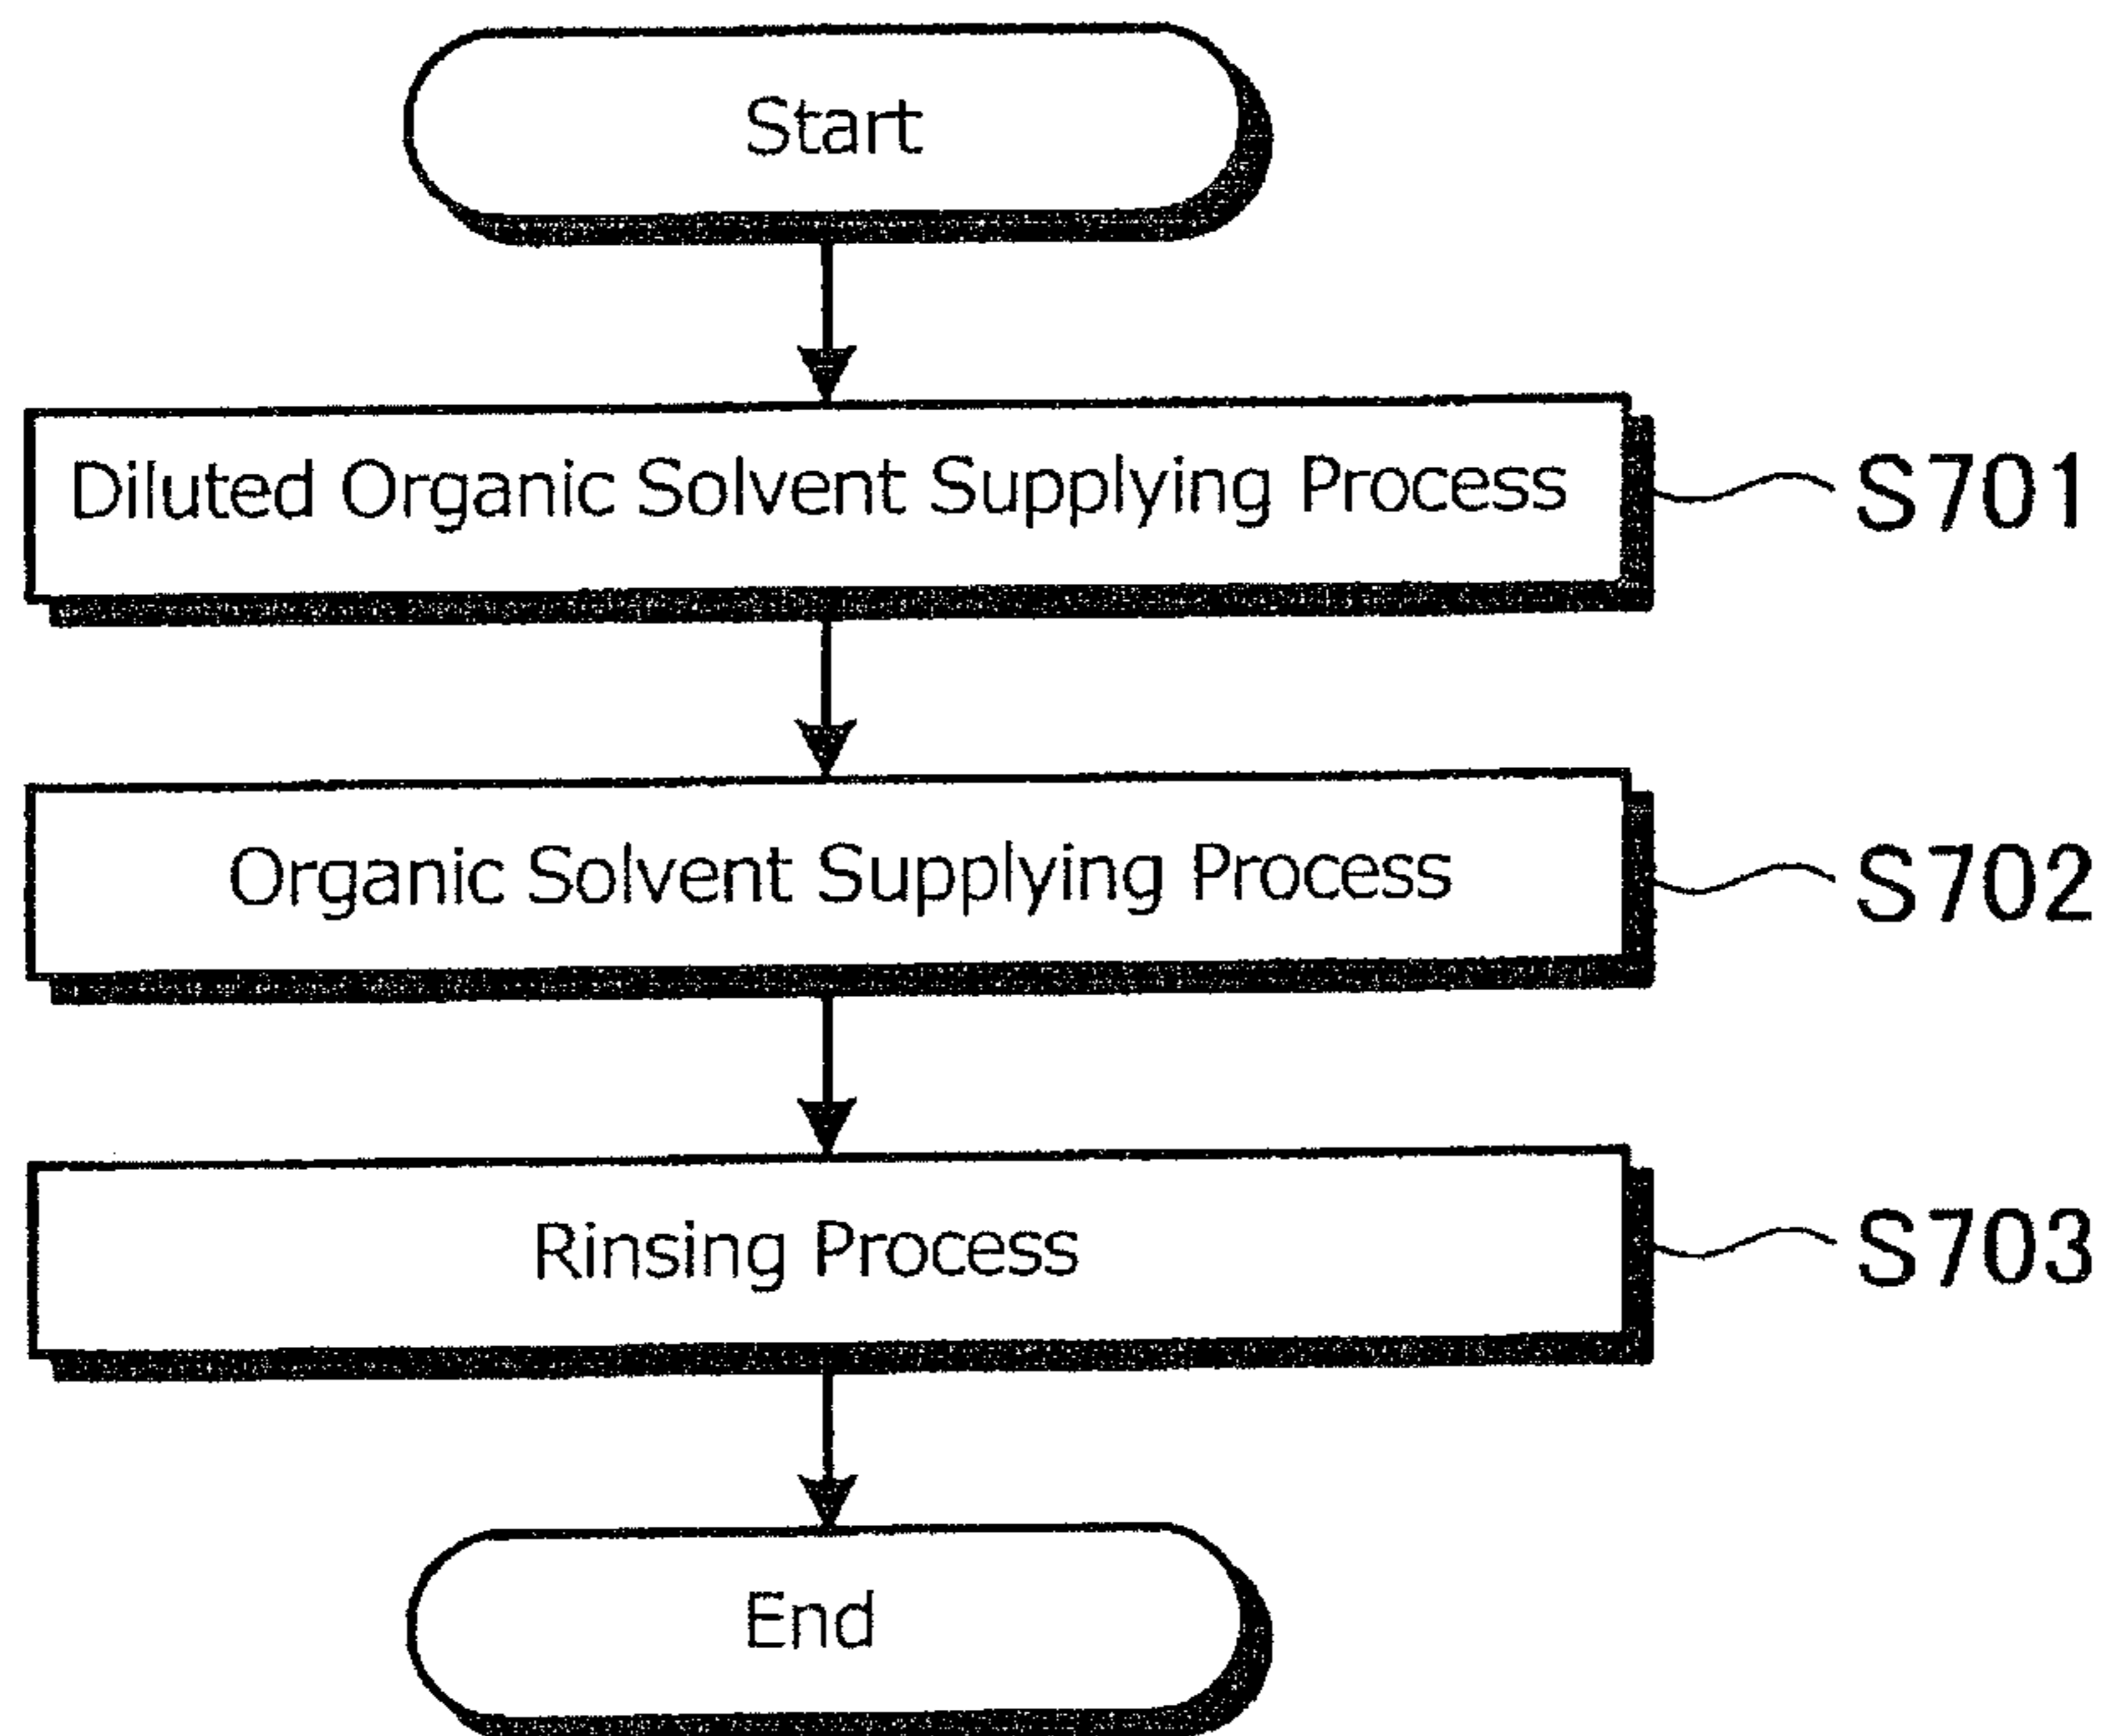 Start
Diluted Organic Solvent Supplying Process
S701
Organic Solvent Supplying Process
S702
Rinsing Process
S703
End